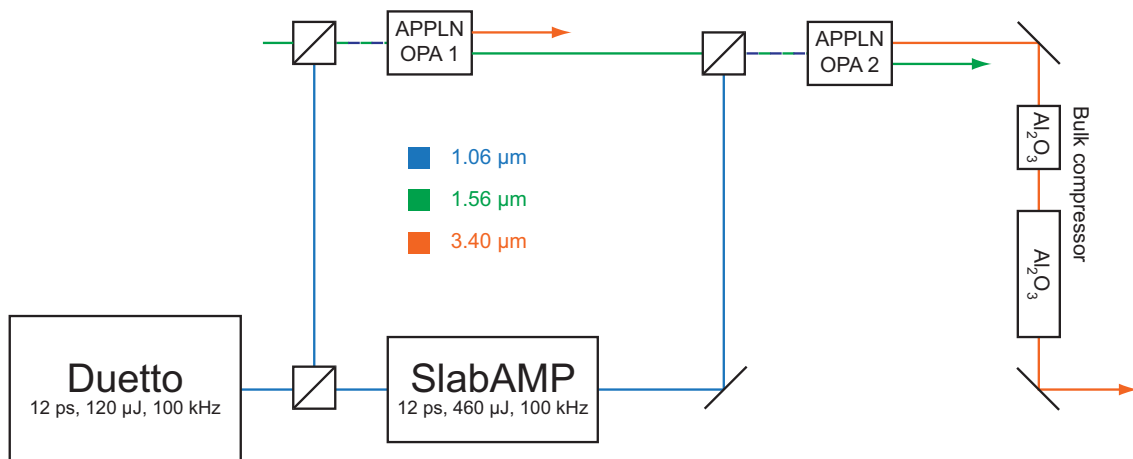 APPLN
OPA 1
APPLN
OPA 2
1.06 µm
1.56 µm
3.40 µm
Al₂O₃
Al₂O₃
Bulk compressor
Duetto
12 ps, 120 µJ, 100 kHz
SlabAMP
12 ps, 460 µJ, 100 kHz